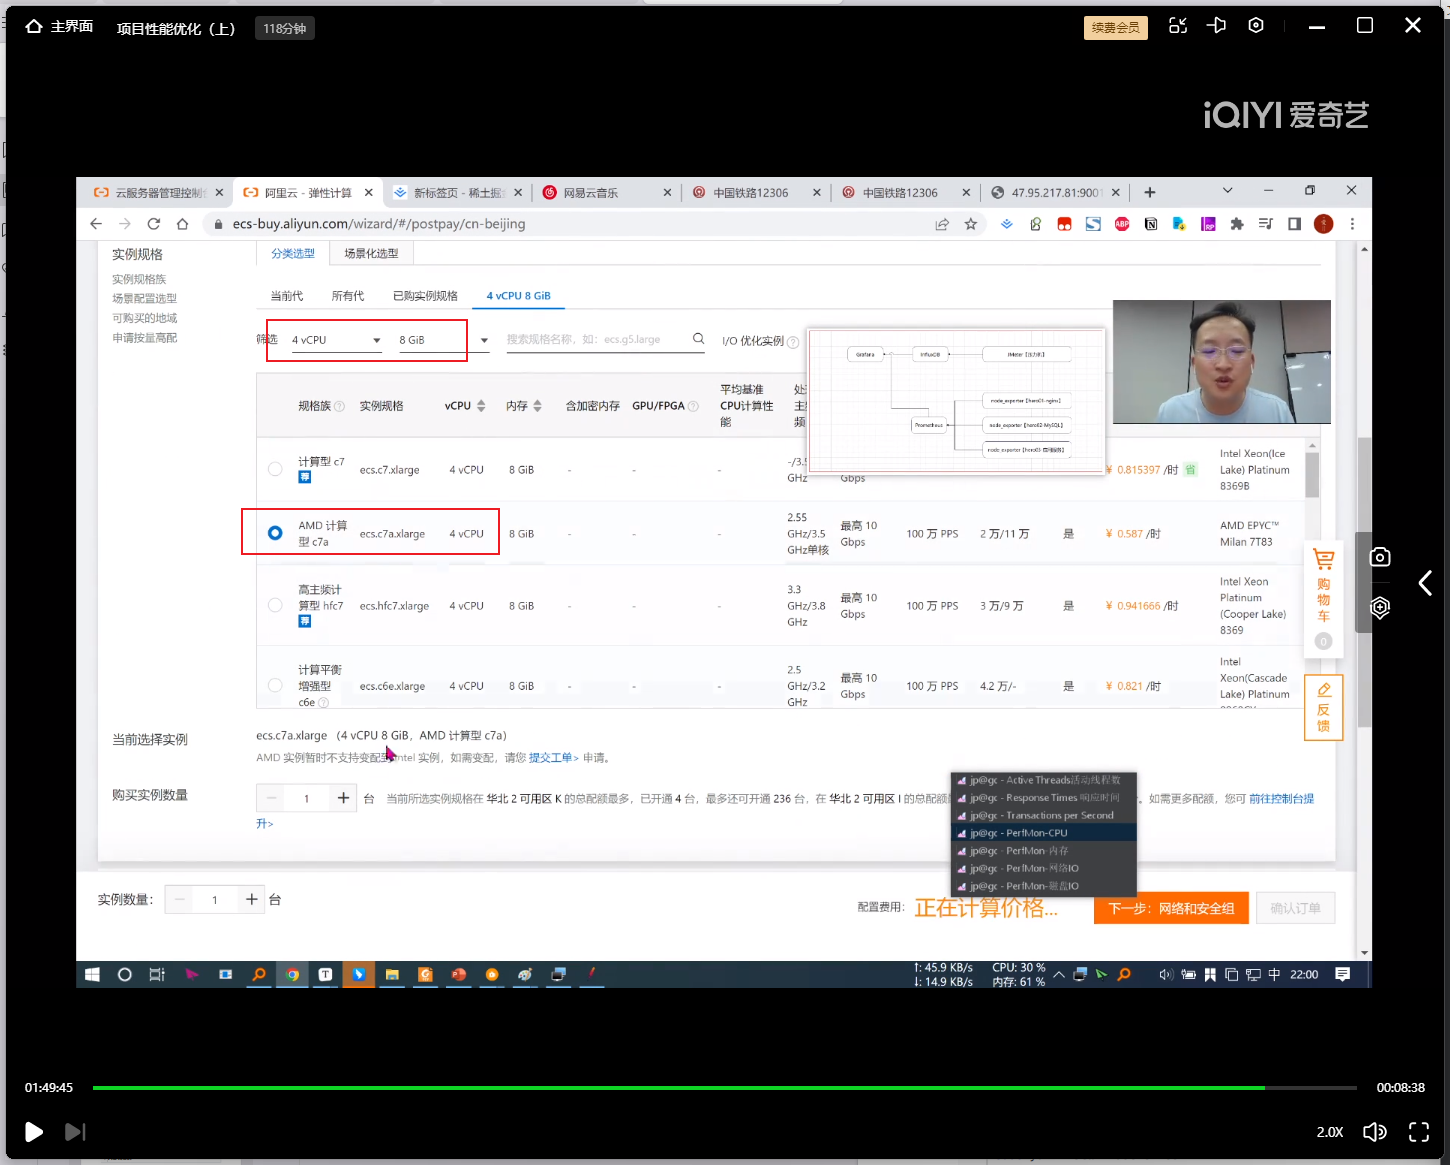 主界面
项目性能优化（上）
118分钟
续费会员
iQIYI 爱奇艺
云服务器管理控制台
阿里云 - 弹性计算
新标签页 - 稀土掘金
网易云音乐
中国铁路12306
中国铁路12306
47.95.217.81:9001
ecs-buy.aliyun.com/wizard/#/postpay/cn-beijing
实例规格
分类选型
场景化选型
实例规格族
场景配置选型
可购买的地域
申请按量高配
当前代
所有代
已购实例规格
4 vCPU 8 GiB
筛选
4 vCPU
8 GiB
搜索规格名称，如：ecs.g5.large
I/O 优化实例
规格族
实例规格
vCPU
内存
含加密内存
GPU/FPGA
平均基准
CPU计算性
能
处
主
频
Grafana
InfluxDB
Prometheus
node_exporter【hero01-nginx】
node_exporter【hero02-MySQL】
计算型 c7
荐
ecs.c7.xlarge
4 vCPU
8 GiB
-
-
-
-/3.5
GHz
Gbps
¥ 0.815397 /时
省
Intel Xeon(Ice
Lake) Platinum
8369B
AMD 计算
型 c7a
ecs.c7a.xlarge
4 vCPU
8 GiB
-
-
-
2.55
GHz/3.5
GHz单核
最高 10
Gbps
100 万 PPS
2 万/11 万
是
¥ 0.587 /时
AMD EPYC™
Milan 7T83
高主频计
算型 hfc7
荐
ecs.hfc7.xlarge
4 vCPU
8 GiB
-
-
-
3.3
GHz/3.8
GHz
最高 10
Gbps
100 万 PPS
3 万/9 万
是
¥ 0.941666 /时
Intel Xeon
Platinum
(Cooper Lake)
8369
计算平衡
增强型
c6e
ecs.c6e.xlarge
4 vCPU
8 GiB
-
-
-
2.5
GHz/3.2
GHz
最高 10
Gbps
100 万 PPS
4.2 万/-
是
¥ 0.821 /时
Intel
Xeon(Cascade
Lake) Platinum
购物车
0
反馈
当前选择实例
ecs.c7a.xlarge （4 vCPU 8 GiB，AMD 计算型 c7a）
AMD 实例暂时不支持变配至 Intel 实例，如需变配，请您 提交工单> 申请。
购买实例数量
1
台
当前所选实例规格在 华北 2 可用区 K 的总配额最多，已开通 4 台，最多还可开通 236 台，在 华北 2 可用区 I 的总配额
如需更多配额，您可 前往控制台提
升>
jp@gc - Active Threads活动线程数
jp@gc - Response Times 响应时间
jp@gc - Transactions per Second
jp@gc - PerfMon-CPU
jp@gc - PerfMon-内存
jp@gc - PerfMon-网络IO
jp@gc - PerfMon-磁盘IO
实例数量：
1
台
配置费用：
正在计算价格...
下一步：网络和安全组
确认订单
↑: 45.9 KB/s
↓: 14.9 KB/s
CPU: 30 %
内存: 61 %
中
22:00
01:49:45
00:08:38
2.0X